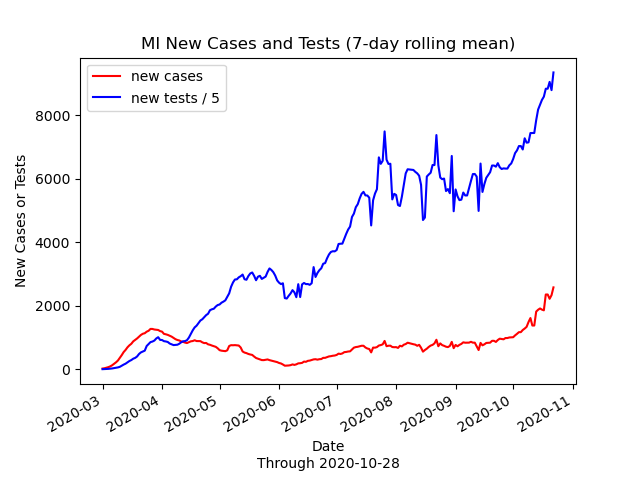 MI New Cases and Tests (7-day rolling mean)
new cases
new tests / 5
New Cases or Tests
8000
6000
4000
2000
0
2020-03
2020-04
2020-05
2020-06
2020-07
2020-08
2020-09
2020-10
2020-11
Date
Through 2020-10-28